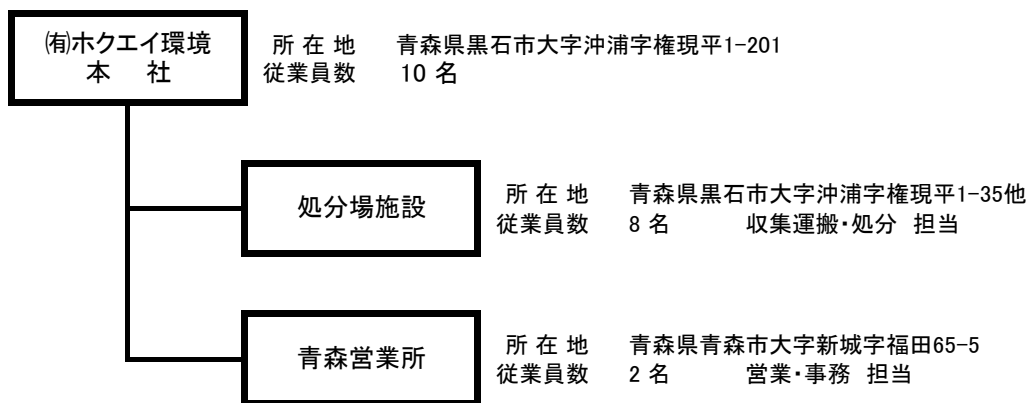 ㈲ホクエイ環境
本 社
所 在 地 青森県黒石市大字沖浦字権現平1-201
従業員数 10 名
処分場施設
所 在 地 青森県黒石市大字沖浦字権現平1-35他
従業員数 8 名 収集運搬・処分 担当
青森営業所
所 在 地 青森県青森市大字新城字福田65-5
従業員数 2 名 営業・事務 担当